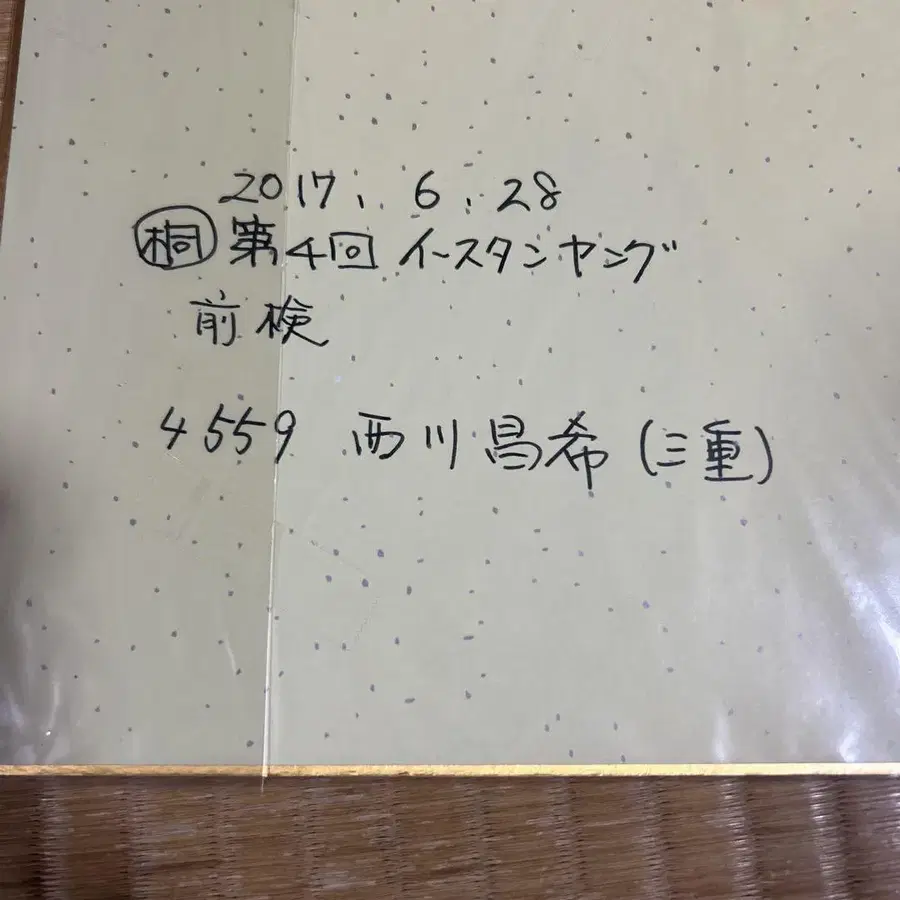 2017. 6. 28
桐 第4回 イースタンヤング
前検
4559 西川昌希(三重)